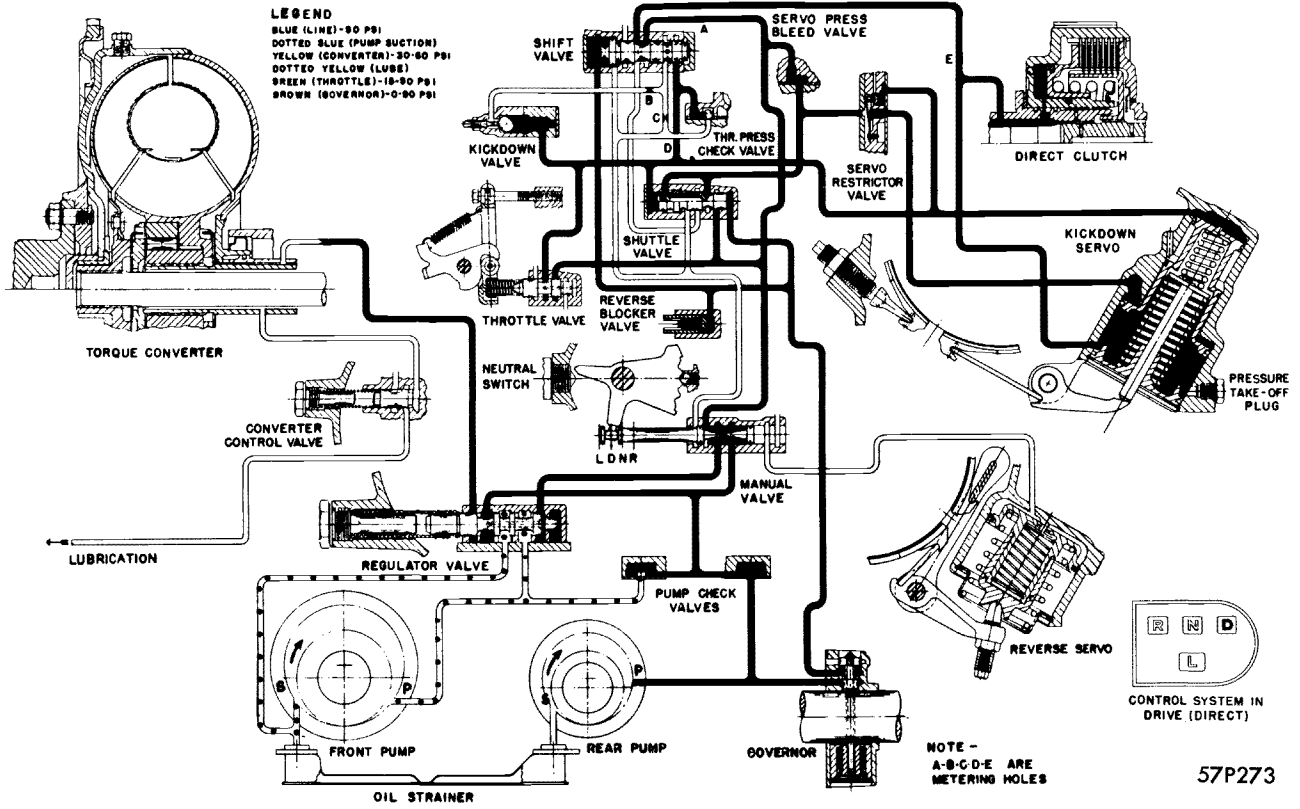 LEGEND
BLUE (LINE)-90 PSI
DOTTED BLUE (PUMP SUCTION)
YELLOW (CONVERTER)-30-60 PSI
DOTTED YELLOW (LUBE)
GREEN (THROTTLE)-15-90 PSI
BROWN (GOVERNOR)-0-90 PSI
SHIFT
VALVE
A
SERVO PRESS
BLEED VALVE
E
B
C
D
KICKDOWN
VALVE
THR. PRESS
CHECK VALVE
DIRECT CLUTCH
SERVO
RESTRICTOR
VALVE
SHUTTLE
VALVE
KICKDOWN
SERVO
THROTTLE VALVE
REVERSE
BLOCKER
VALVE
TORQUE CONVERTER
NEUTRAL
SWITCH
PRESSURE
TAKE-OFF
PLUG
CONVERTER
CONTROL VALVE
L D N R
MANUAL
VALVE
LUBRICATION
REGULATOR VALVE
PUMP CHECK
VALVES
REVERSE SERVO
R N D
L
S
P
S
P
CONTROL SYSTEM IN
DRIVE (DIRECT)
FRONT PUMP
REAR PUMP
GOVERNOR
NOTE -
A-B-C-D-E ARE
METERING HOLES
OIL STRAINER
57P273